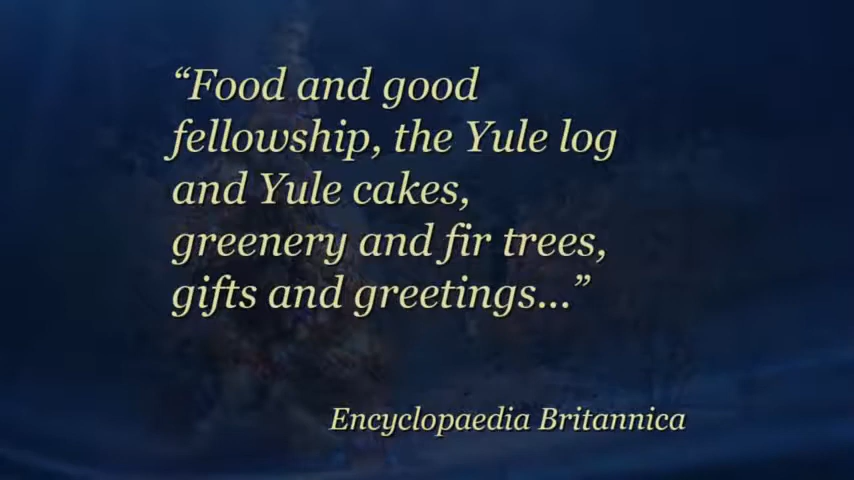 “Food and good
fellowship, the Yule log
and Yule cakes,
greenery and fir trees,
gifts and greetings...”
Encyclopaedia Britannica